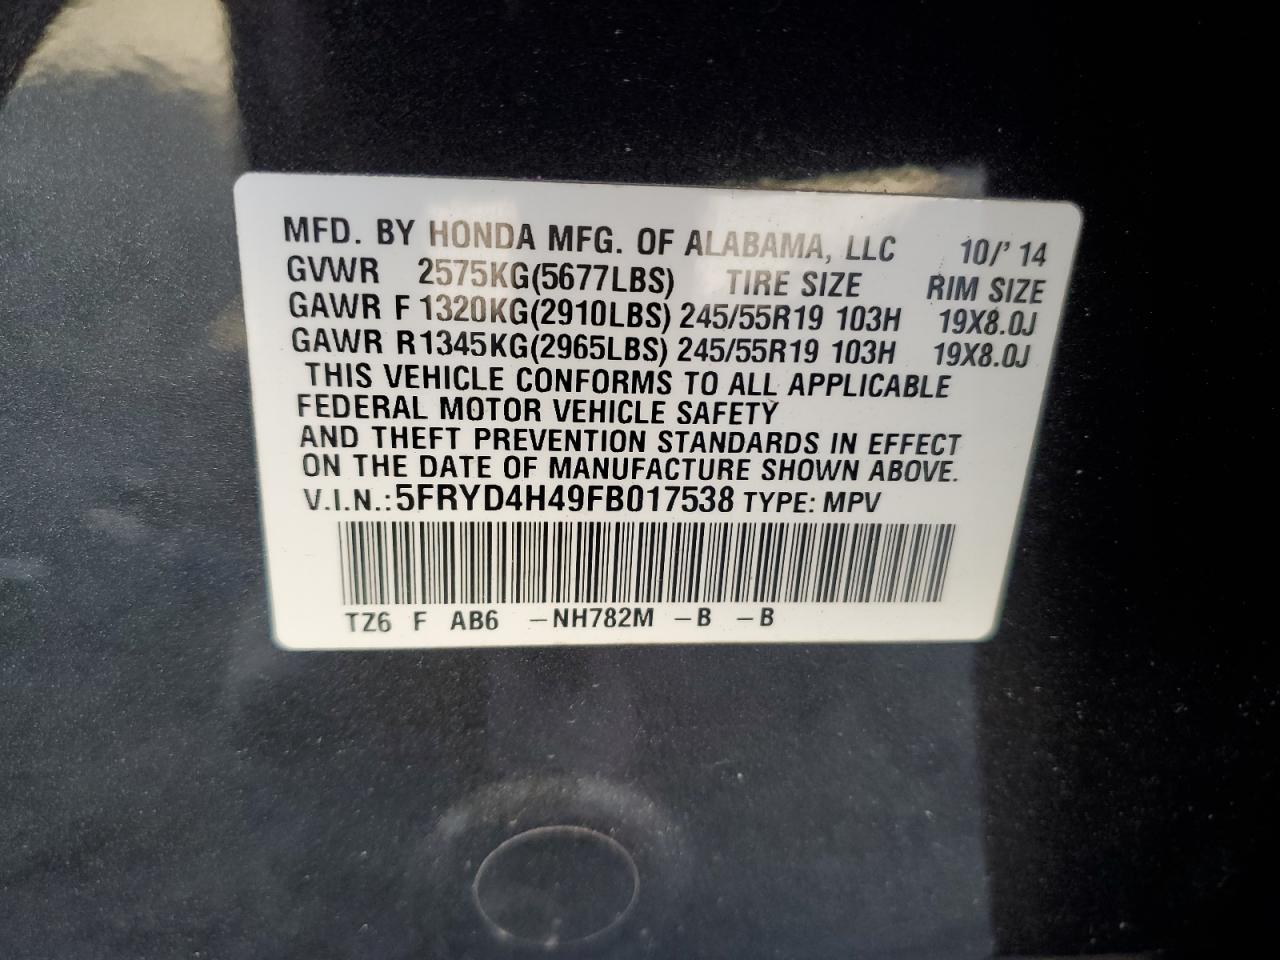 MFD. BY HONDA MFG. OF ALABAMA, LLC 10/' 14
GVWR 2575KG(5677LBS) TIRE SIZE RIM SIZE
GAWR F 1320KG(2910LBS) 245/55R19 103H 19X8.0J
GAWR R 1345KG(2965LBS) 245/55R19 103H 19X8.0J
THIS VEHICLE CONFORMS TO ALL APPLICABLE
FEDERAL MOTOR VEHICLE SAFETY
AND THEFT PREVENTION STANDARDS IN EFFECT
ON THE DATE OF MANUFACTURE SHOWN ABOVE.
V.I.N.: 5FRYD4H49FB017538 TYPE: MPV
TZ6 F AB6 –NH782M –B –B